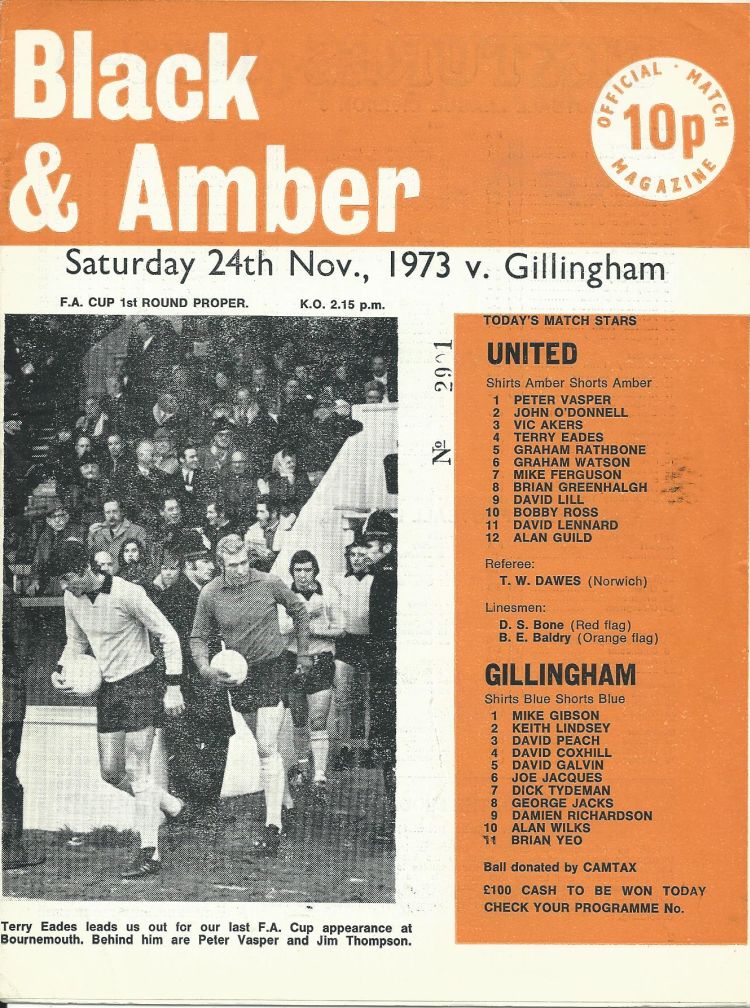 Black
& Amber
OFFICIAL · MATCH
10p
MAGAZINE
Saturday 24th Nov., 1973 v. Gillingham
F.A. CUP 1st ROUND PROPER. K.O. 2.15 p.m.
Nº
TODAY'S MATCH STARS
UNITED
Shirts Amber Shorts Amber
1 PETER VASPER
2 JOHN O'DONNELL
3 VIC AKERS
4 TERRY EADES
5 GRAHAM RATHBONE
6 GRAHAM WATSON
7 MIKE FERGUSON
8 BRIAN GREENHALGH
9 DAVID LILL
10 BOBBY ROSS
11 DAVID LENNARD
12 ALAN GUILD
Referee:
T. W. DAWES (Norwich)
Linesmen:
D. S. Bone (Red flag)
B. E. Baldry (Orange flag)
GILLINGHAM
Shirts Blue Shorts Blue
1 MIKE GIBSON
2 KEITH LINDSEY
3 DAVID PEACH
4 DAVID COXHILL
5 DAVID GALVIN
6 JOE JACQUES
7 DICK TYDEMAN
8 GEORGE JACKS
9 DAMIEN RICHARDSON
10 ALAN WILKS
11 BRIAN YEO
Ball donated by CAMTAX
£100 CASH TO BE WON TODAY
CHECK YOUR PROGRAMME No.
Terry Eades leads us out for our last F.A. Cup appearance at
Bournemouth. Behind him are Peter Vasper and Jim Thompson.